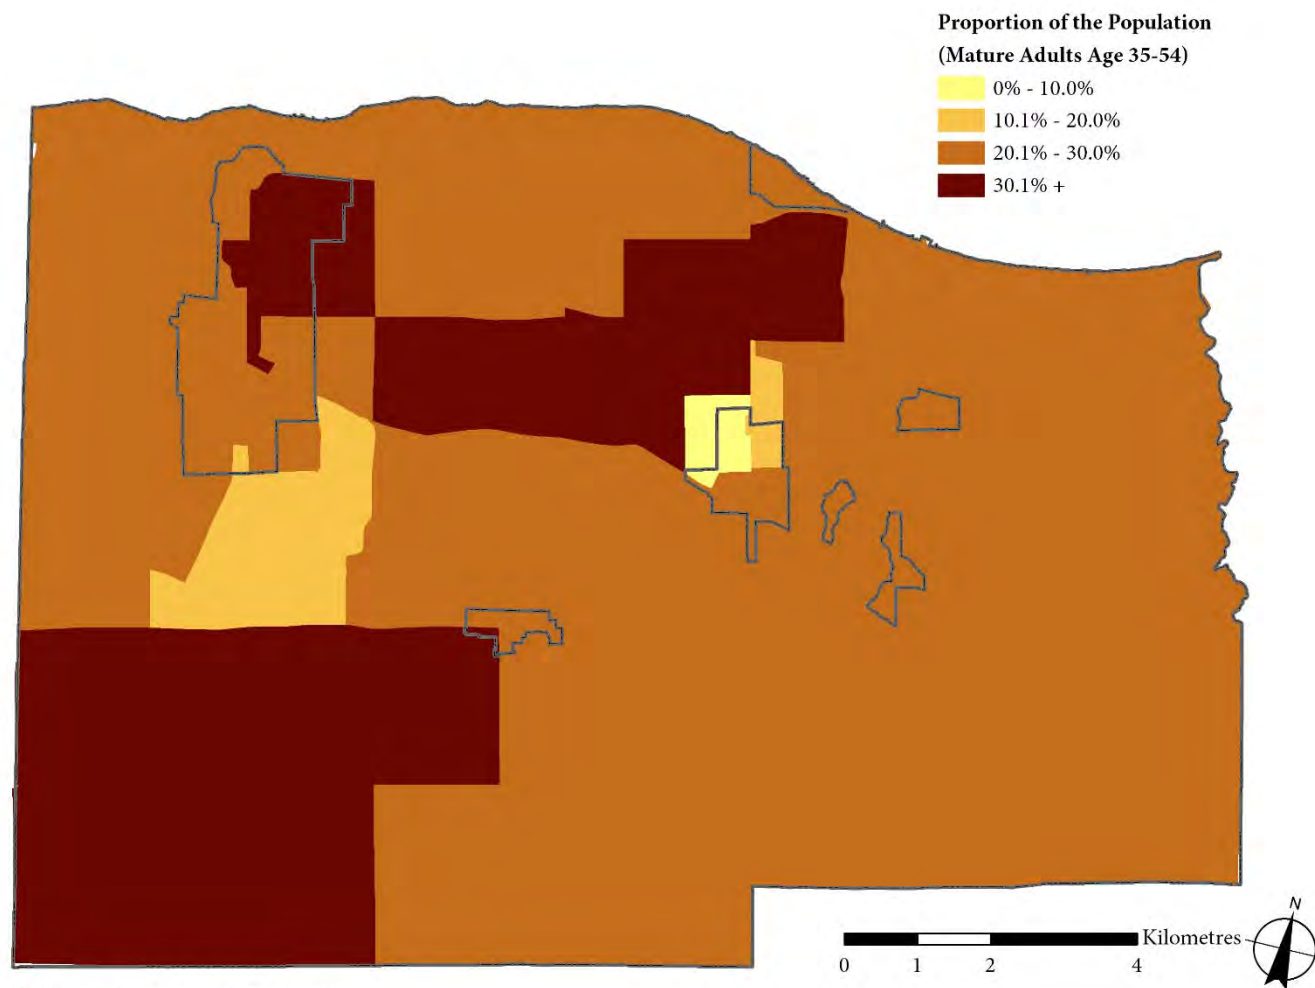 Proportion of the Population
(Mature Adults Age 35-54)
0% - 10.0%
10.1% - 20.0%
20.1% - 30.0%
30.1% +
N
Kilometres
0 1 2 4